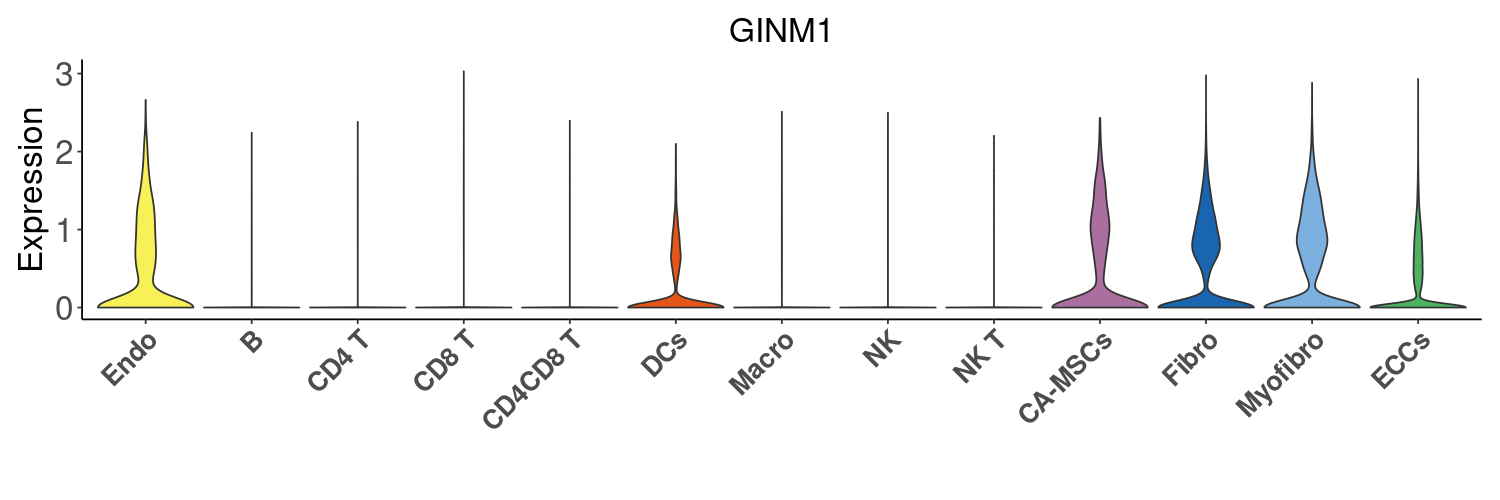 GINM1
Expression
3
2
1
0
Endo
B
CD4 T
CD8 T
CD4CD8 T
DCs
Macro
NK
NK T
CA-MSCs
Fibro
Myofibro
ECCs